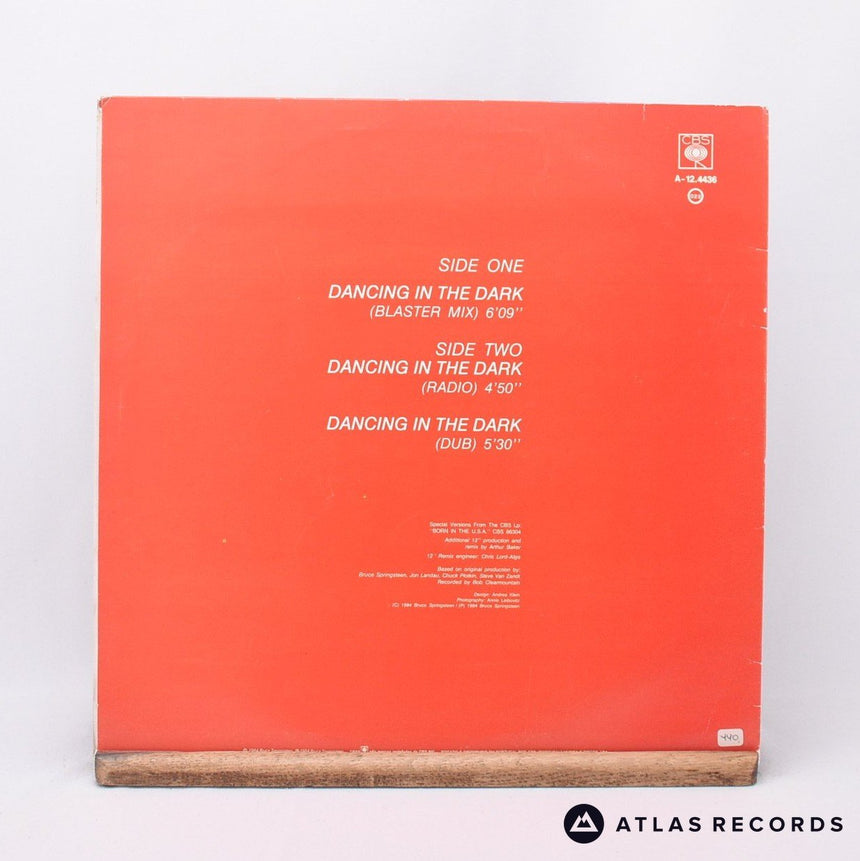 CBS
A-12.4436
SIDE ONE
DANCING IN THE DARK
(BLASTER MIX) 6'09''
SIDE TWO
DANCING IN THE DARK
(RADIO) 4'50''
DANCING IN THE DARK
(DUB) 5'30''
Special Versions From The CBS Lp:
"BORN IN THE U.S.A." CBS 86304
Additional 12" production and
remix by Arthur Baker
12" Remix engineer: Chris Lord-Alge
Based on original production by:
Bruce Springsteen, Jon Landau, Chuck Plotkin, Steve Van Zandt
Recorded by Bob Clearmountain
Design: Andrea Klein
Photography: Annie Leibovitz
(C) 1984 Bruce Springsteen / (P) 1984 Bruce Springsteen
440
ATLAS RECORDS